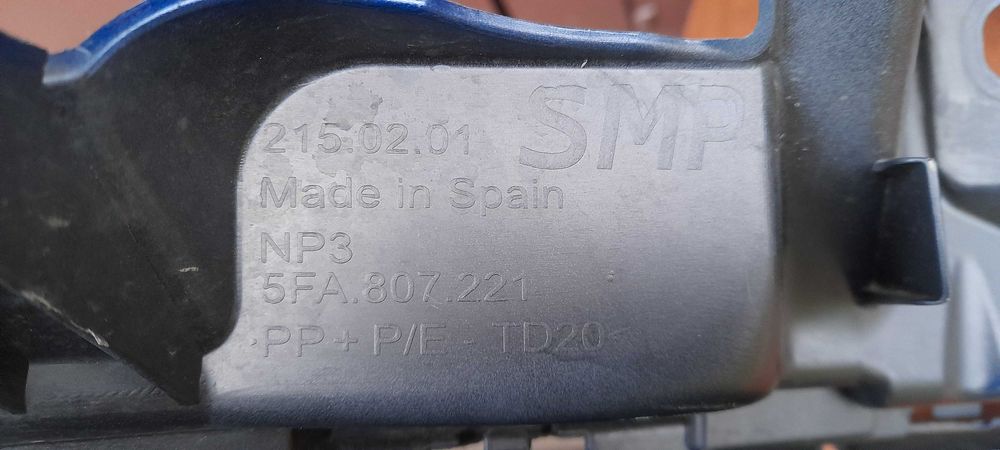 SMP
215.02.01
Made in Spain
NP3
5FA.807.221
>PP + P/E - TD20<